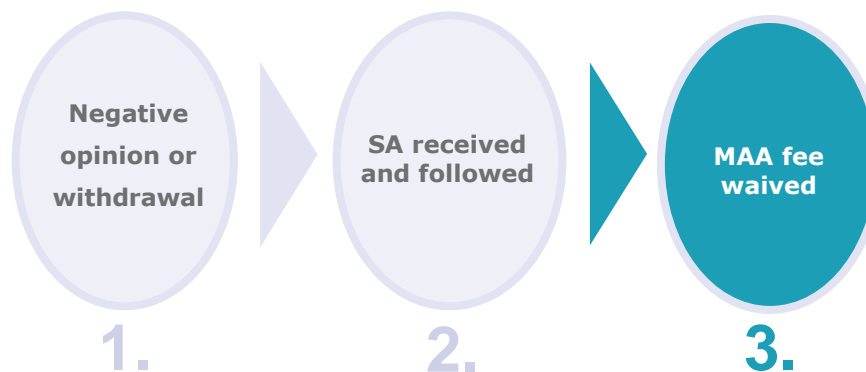 Negative
opinion or
withdrawal
SA received
and followed
MAA fee
waived
1.
2.
3.